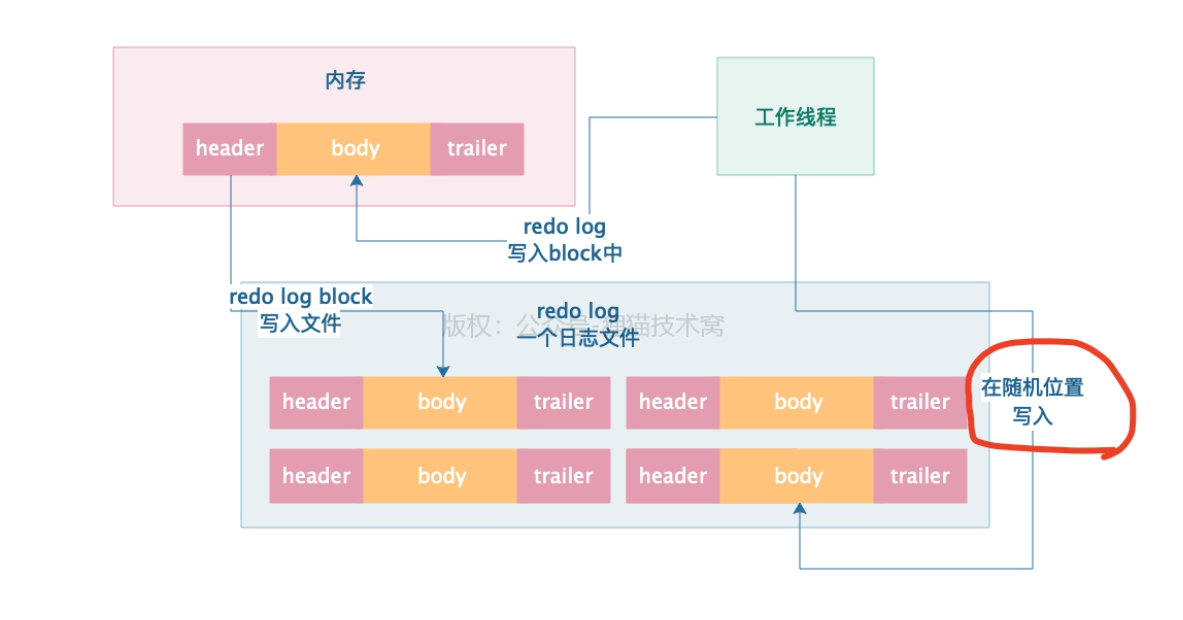 内存
header body trailer
工作线程
redo log
写入block中
redo log block
写入文件
redo log
一个日志文件
版权：公众号-狸猫技术窝
header body trailer header body trailer
在随机位置
写入
header body trailer header body trailer